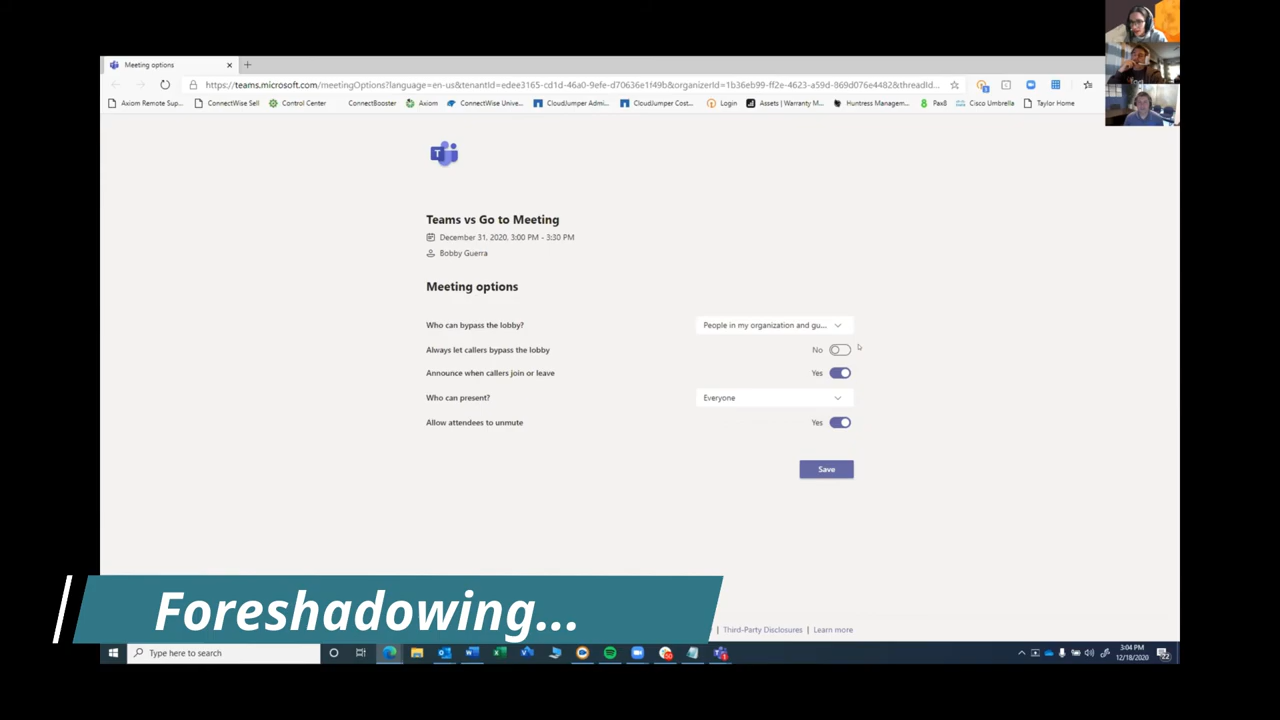 Meeting options
https://teams.microsoft.com/meetingOptions?language=en-us&tenantId=edee3165-cd1d-46a0-9efe-d70636e1f49b&organizerId=1b36eb99-ff2e-4623-a59d-869d076e4482&threadId...
Axiom Remote Sup... ConnectWise Sell Control Center ConnectBooster Axiom ConnectWise Unive... CloudJumper Admi... CloudJumper Cost... Login Assets | Warranty M... Huntress Managem... Pax8 Cisco Umbrella Taylor Home
Teams vs Go to Meeting
December 31, 2020, 3:00 PM - 3:30 PM
Bobby Guerra
Meeting options
Who can bypass the lobby? People in my organization and gu...
Always let callers bypass the lobby No
Announce when callers join or leave Yes
Who can present? Everyone
Allow attendees to unmute Yes
Save
Foreshadowing...
Third-Party Disclosures | Learn more
Type here to search
3:04 PM
12/18/2020
22